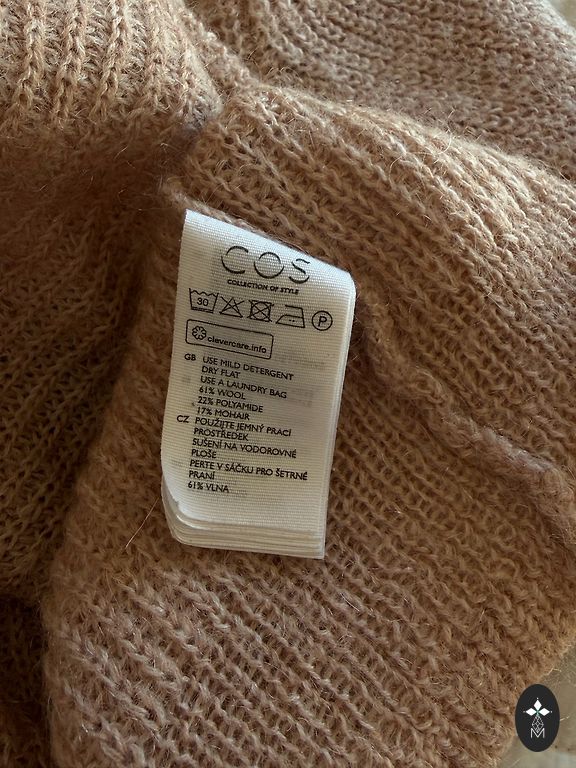 COS
COLLECTION OF STYLE
30
P
clevercare.info
GB USE MILD DETERGENT
DRY FLAT
USE A LAUNDRY BAG
61% WOOL
22% POLYAMIDE
17% MOHAIR
CZ POUŽIJTE JEMNÝ PRACÍ
PROSTŘEDEK
SUŠENÍ NA VODOROVNÉ
PLOŠE
PERTE V SÁČKU PRO ŠETRNÉ
PRANÍ
61% VLNA
M